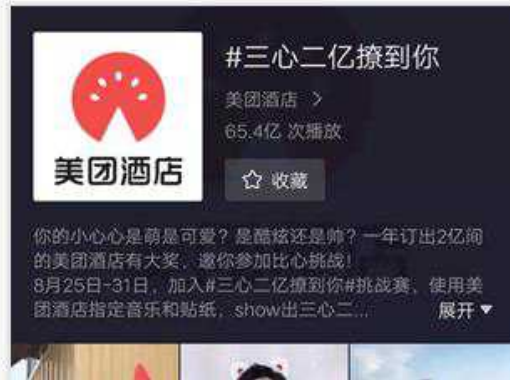 #三心二亿撩到你
美团酒店 >
65.4亿 次播放
收藏
美团酒店
你的小心心是萌是可爱?是酷炫还是帅?一年订出2亿间
的美团酒店有大奖,邀你参加比心挑战!
8月25日-31日,加入#三心二亿撩到你#挑战赛,使用美
团酒店指定音乐和贴纸,show出三心二...
展开